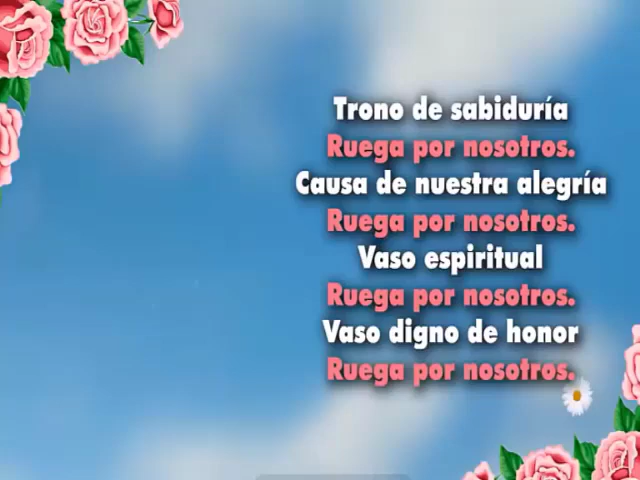 Trono de sabiduría
Ruega por nosotros.
Causa de nuestra alegría
Ruega por nosotros.
Vaso espiritual
Ruega por nosotros.
Vaso digno de honor
Ruega por nosotros.